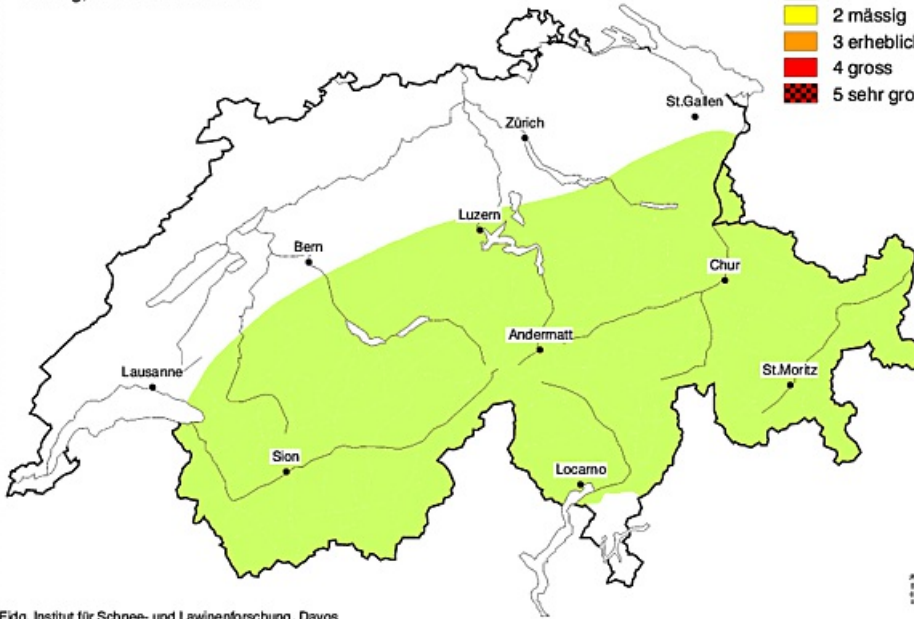 2 mässig
3 erheblich
4 gross
5 sehr gro
St.Gallen
Zürich
Luzern
Bern
Chur
Andermatt
Lausanne
St.Moritz
Sion
Locarno
Eidg. Institut für Schnee- und Lawinenforschung, Davos